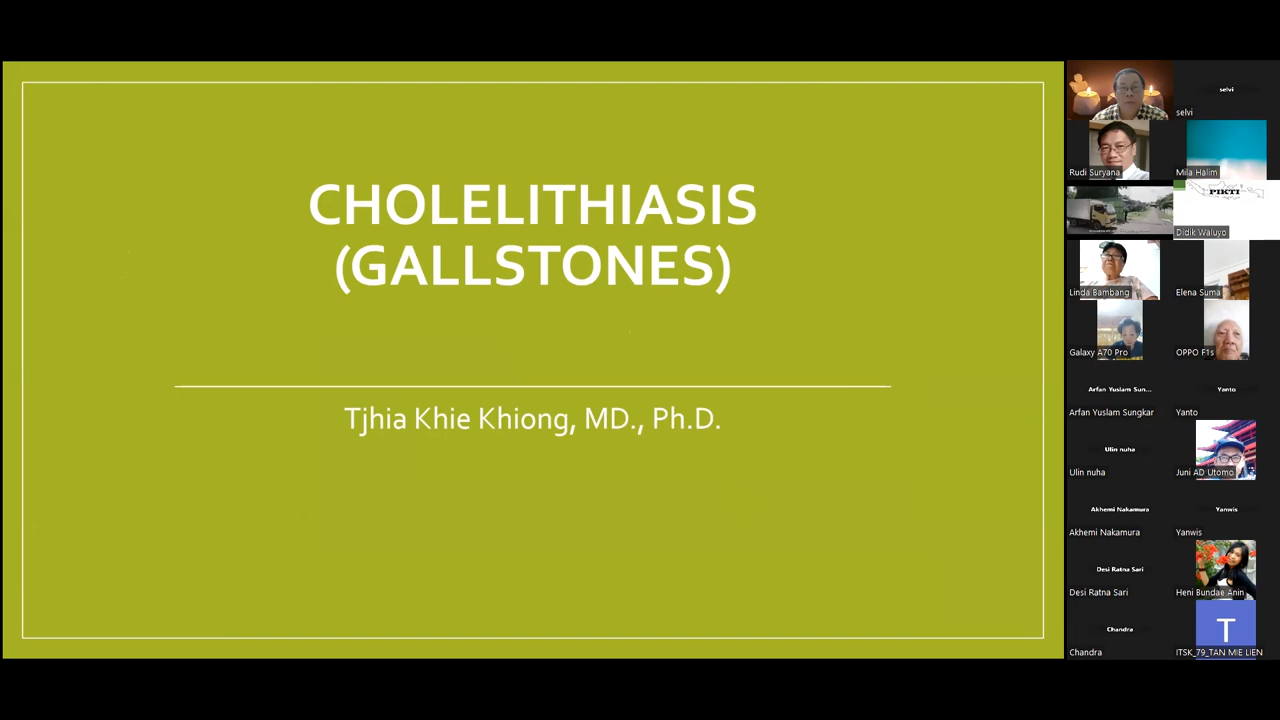 CHOLELITHIASIS
(GALLSTONES)
Tjhia Khie Khiong, MD., Ph.D.
selvi
selvi
Rudi Suryana
Mila Halim
PIKTI
Didik Waluyo
Linda Bambang
Elena Suma
Galaxy A70 Pro
OPPO F1s
Arfan Yuslam Sun...
Arfan Yuslam Sungkar
Yanto
Yanto
Ulin nuha
Ulin nuha
Juni AD Utomo
Akhemi Nakamura
Akhemi Nakamura
Yanwis
Yanwis
Desi Ratna Sari
Desi Ratna Sari
Heni Bundae Anin
Chandra
Chandra
T
ITSK_79_TAN MIE LIEN